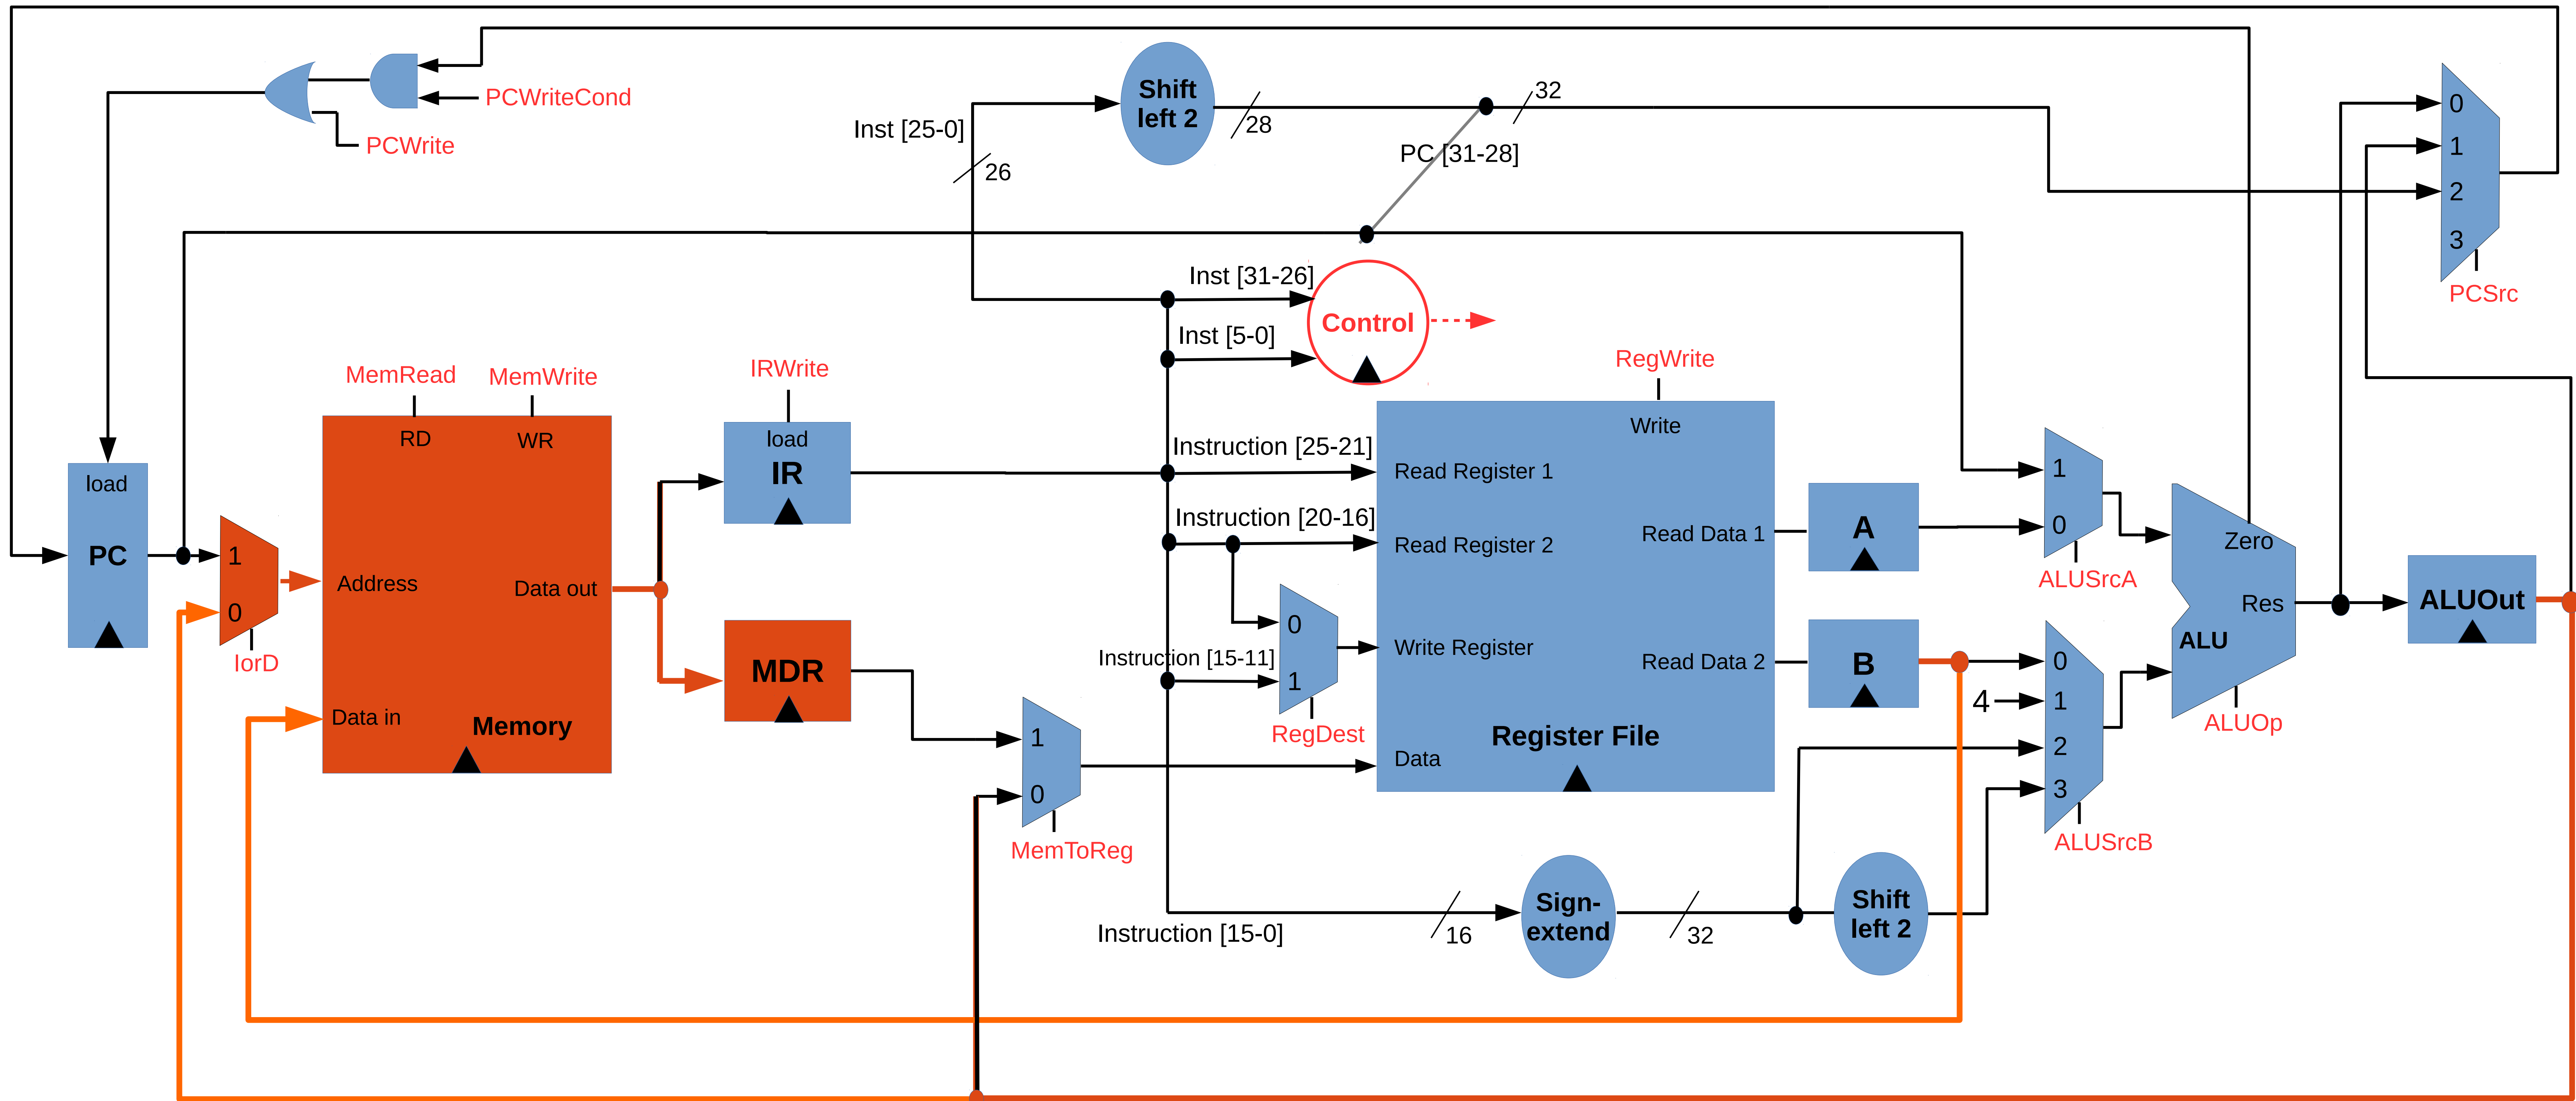 Shift
left 2
32
28
PCWriteCond
PCWrite
Inst [25-0]
26
PC [31-28]
0
1
2
3
PCSrc
Inst [31-26]
Control
Inst [5-0]
MemRead
MemWrite
IRWrite
RegWrite
RD
WR
load
IR
Write
load
PC
1
0
IorD
Address
Data out
Data in
Memory
MDR
Instruction [25-21]
Read Register 1
Instruction [20-16]
Read Register 2
Read Data 1
0
1
Instruction [15-11]
RegDest
Write Register
Read Data 2
Register File
Data
A
B
1
0
ALUSrcA
0
4
1
2
3
ALUSrcB
Zero
Res
ALU
ALUOp
ALUOut
1
0
MemToReg
Instruction [15-0]
16
Sign-
extend
32
Shift
left 2